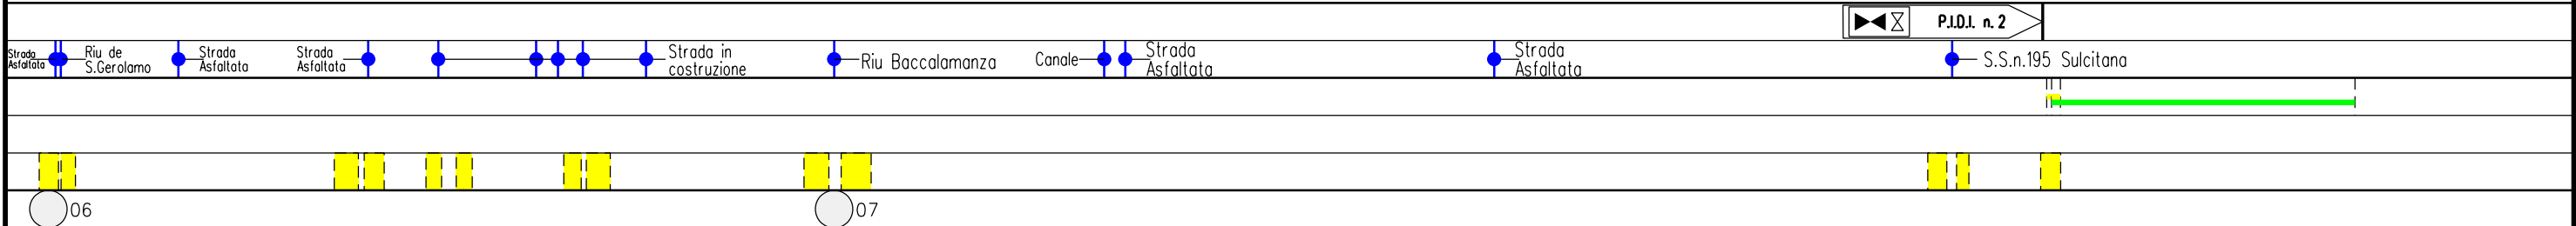 P.I.D.I. n. 2
Strada
Asfaltata
Riu de
S.Gerolamo
Strada
Asfaltata
Strada
Asfaltata
Strada in
costruzione
Riu Baccalamanza
Canale
Strada
Asfaltata
Strada
Asfaltata
S.S.n.195 Sulcitana
06
07